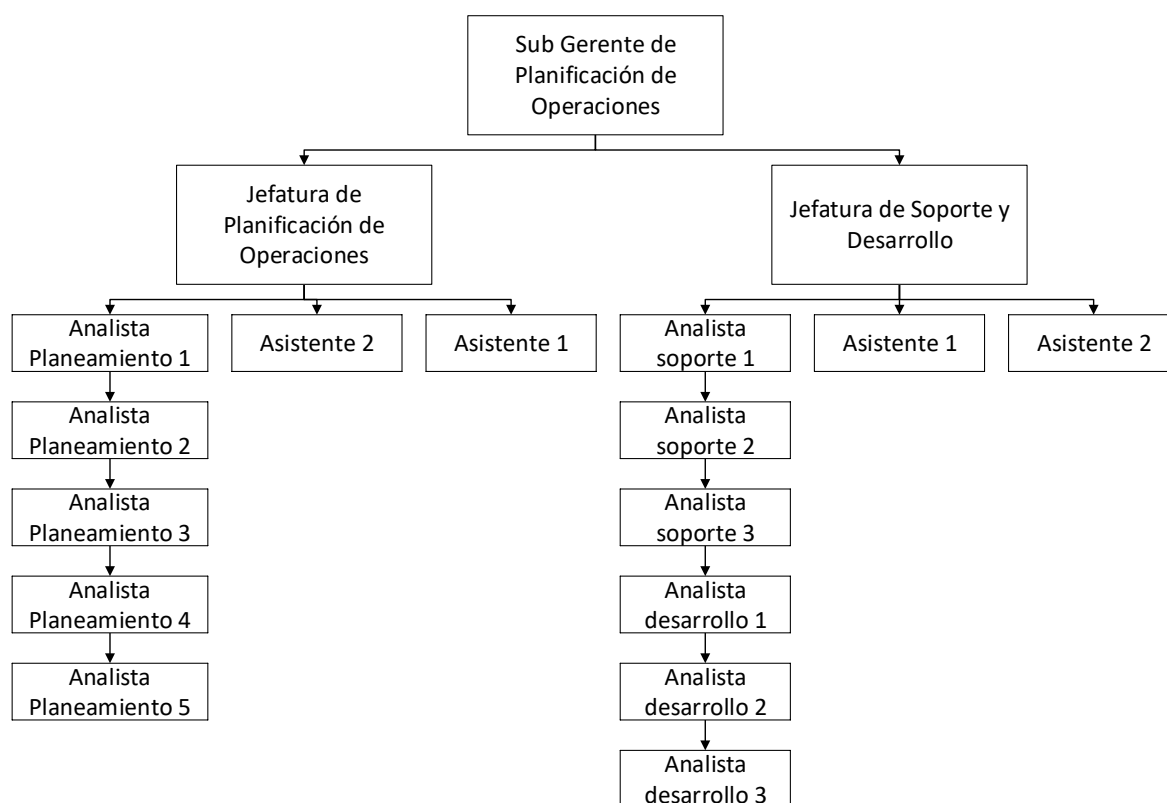 Sub Gerente de
Planificación de
Operaciones
Jefatura de
Planificación de
Operaciones
Jefatura de Soporte y
Desarrollo
Analista
Planeamiento 1
Asistente 2
Asistente 1
Analista
soporte 1
Asistente 1
Asistente 2
Analista
Planeamiento 2
Analista
soporte 2
Analista
Planeamiento 3
Analista
soporte 3
Analista
Planeamiento 4
Analista
desarrollo 1
Analista
Planeamiento 5
Analista
desarrollo 2
Analista
desarrollo 3